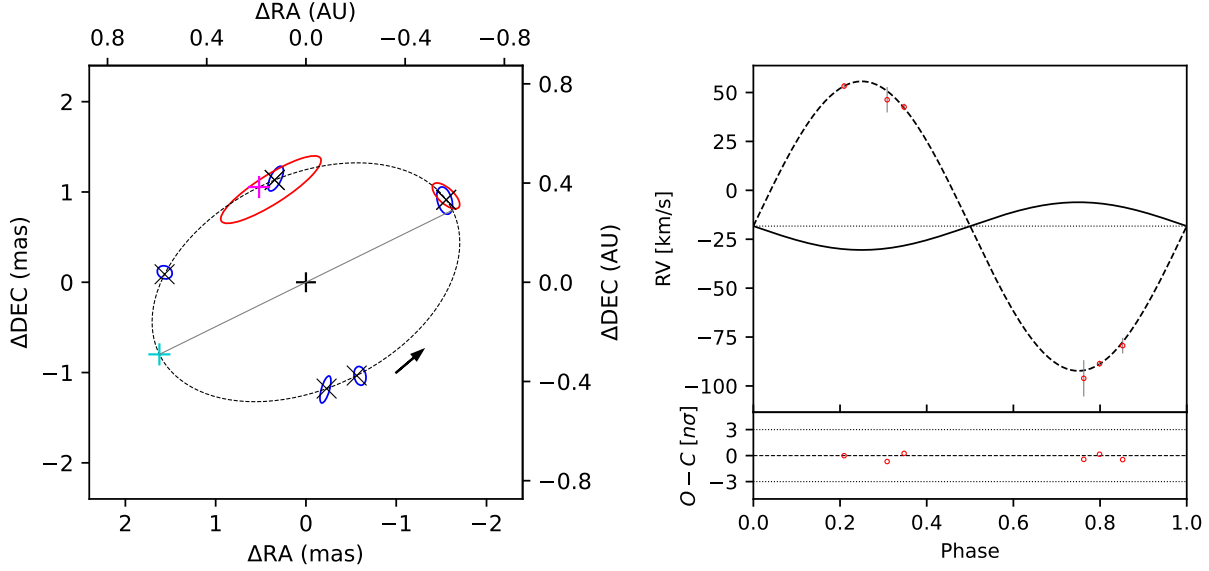 ΔRA (AU)
0.8 0.4 0.0 −0.4 −0.8
ΔDEC (mas)
2
1
0
−1
−2
0.8
0.4
0.0
−0.4
−0.8
ΔDEC (AU)
2 1 0 −1 −2
ΔRA (mas)
RV [km/s]
50
25
0
−25
−50
−75
−100
O − C [nσ]
3
0
−3
0.0 0.2 0.4 0.6 0.8 1.0
Phase